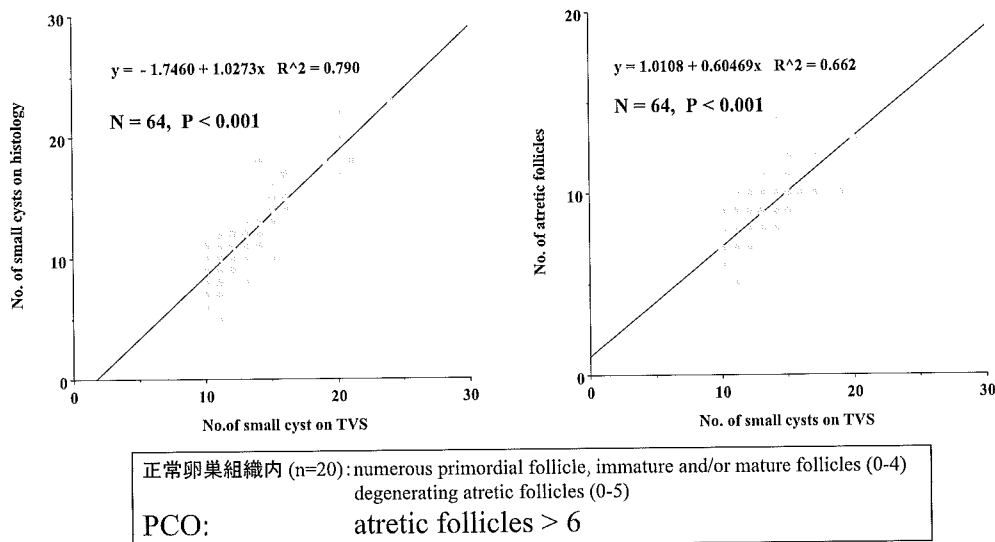 30
y = - 1.7460 + 1.0273x R^2 = 0.790
N = 64, P < 0.001
20
10
0
0
10
20
30
No. of small cysts on histology
No.of small cyst on TVS
20
y = 1.0108 + 0.60469x R^2 = 0.662
N = 64, P < 0.001
10
0
0
10
20
30
No. of atretic follicles
No. of small cysts on TVS
正常卵巣組織内 (n=20) : numerous primordial follicle, immature and/or mature follicles (0-4)
degenerating atretic follicles (0-5)
PCO: atretic follicles > 6